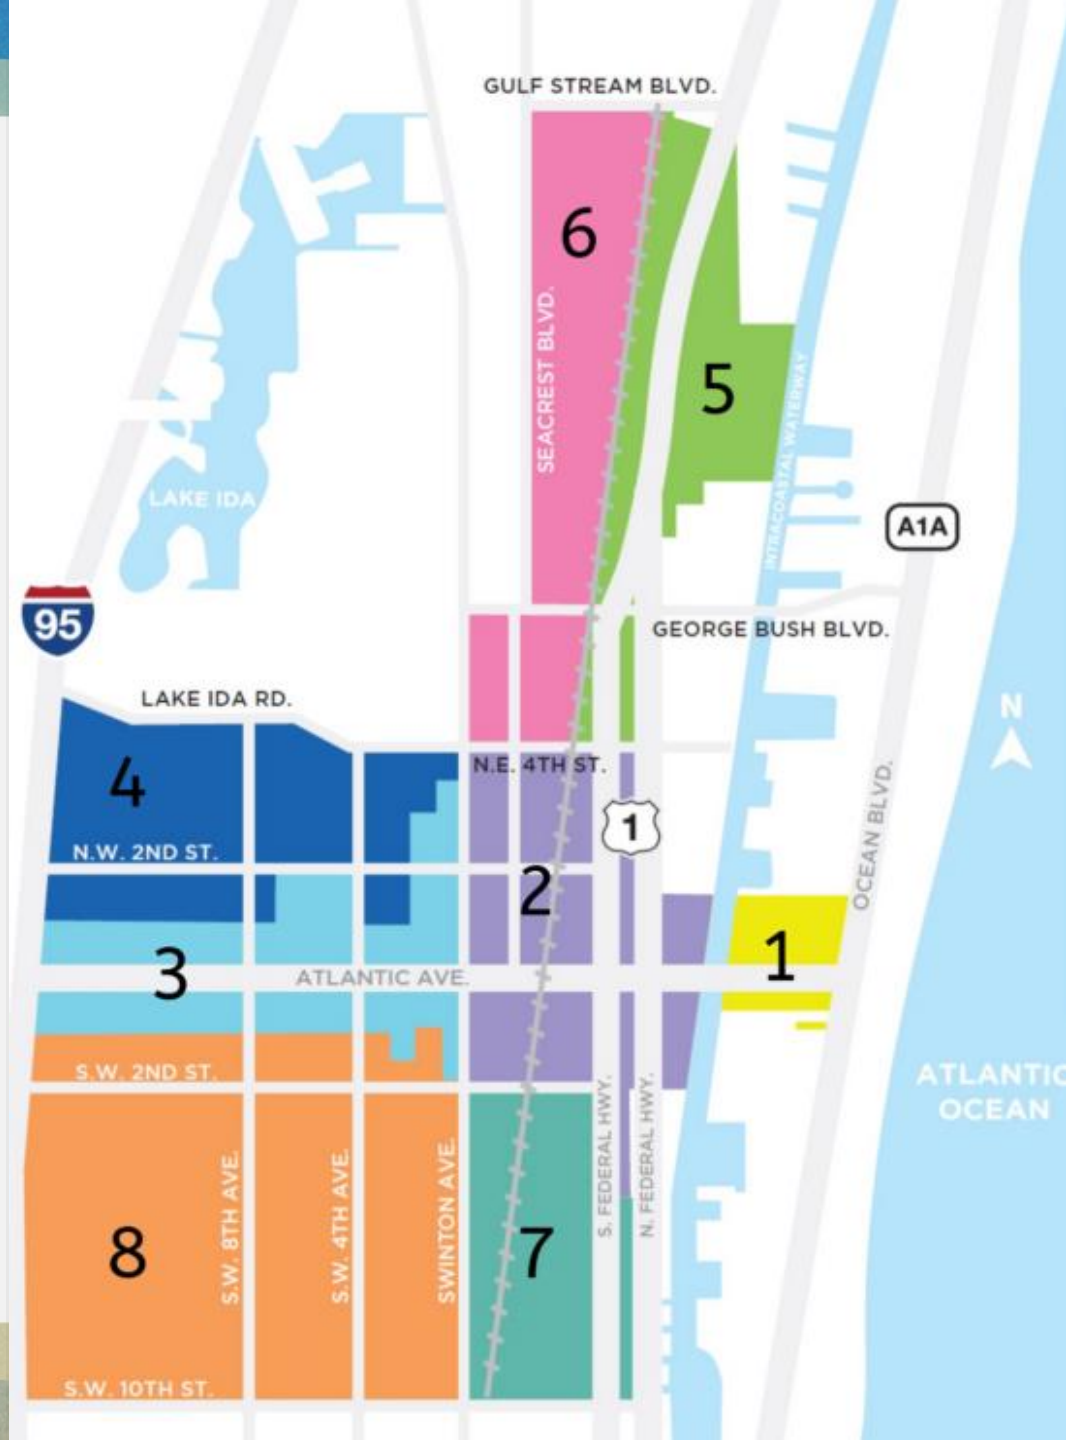 GULF STREAM BLVD.
6
SEACREST BLVD.
5
INTRACOASTAL WATERWAY
LAKE IDA
A1A
95
GEORGE BUSH BLVD.
LAKE IDA RD.
N
4
N.E. 4TH ST.
1
OCEAN BLVD.
N.W. 2ND ST.
2
3
ATLANTIC AVE.
1
S.W. 2ND ST.
ATLANTIC
OCEAN
S. FEDERAL HWY.
N. FEDERAL HWY.
8
S.W. 8TH AVE.
S.W. 4TH AVE.
SWINTON AVE.
7
S.W. 10TH ST.